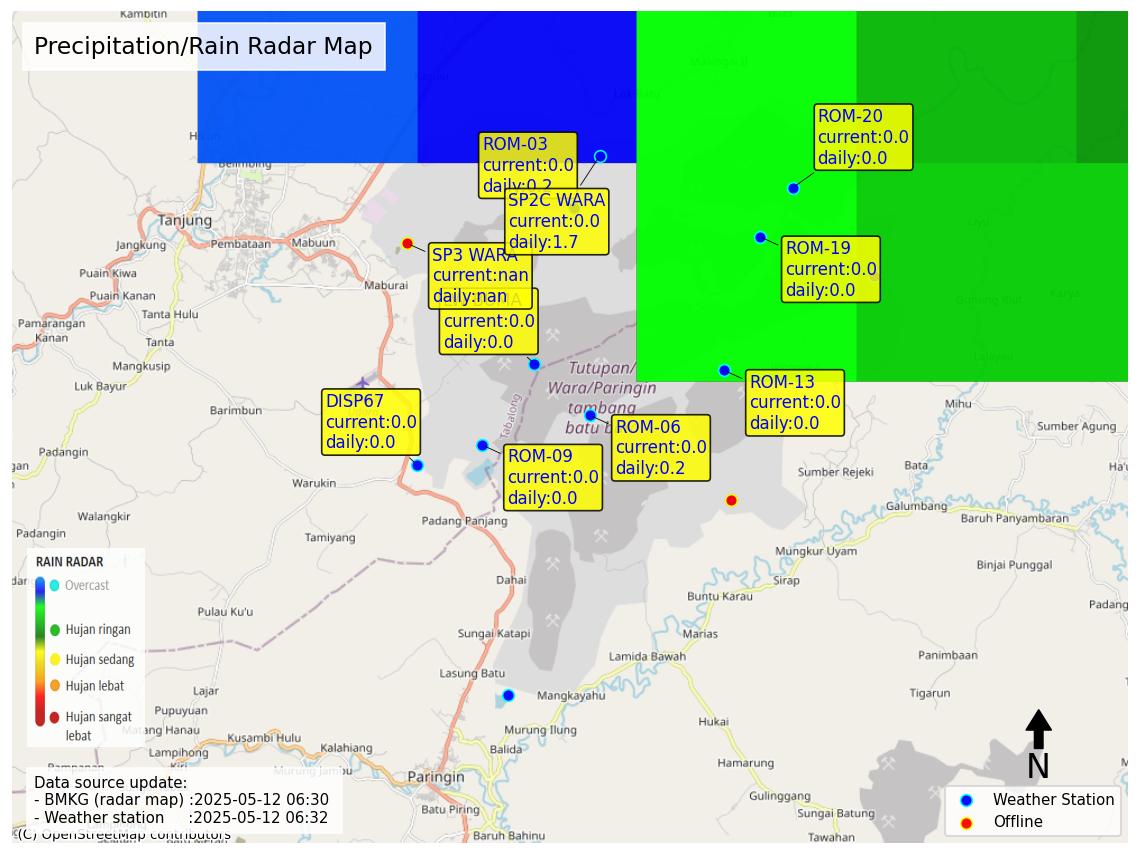 Kambitin
Precipitation/Rain Radar Map
ROM-20
current:0.0
daily:0.0
ROM-03
current:0.0
daily:0.2
Belimbing
SP2C WARA
current:0.0
daily:1.7
Tanjung
Jangkung
Pembataan
Mabuun
ROM-19
current:0.0
daily:0.0
SP3 WARA
current:nan
daily:nan
Puain Kiwa
Maburai
Puain Kanan
current:0.0
daily:0.0
Tanta Hulu
Pamarangan
Kanan
Tanta
Mangkusip
Tutupan/
Wara/Paringin
tambang
batu
Luk Bayur
ROM-13
current:0.0
daily:0.0
DISP67
current:0.0
daily:0.0
Tabalong
Barimbun
Mihu
ROM-06
current:0.0
daily:0.2
Sumber Agung
ROM-09
current:0.0
daily:0.0
Bata
Sumber Rejeki
Warukin
Galumbang
Walangkir
Padang Panjang
Baruh Panyambaran
Padangin
Tamiyang
Mungkur Uyam
Binjai Punggal
RAIN RADAR
Overcast
Hujan ringan
Hujan sedang
Hujan lebat
Hujan sangat
lebat
Dahai
Sirap
Buntu Karau
Padang
Pulau Ku'u
Sungai Katapi
Marias
Lamida Bawah
Panimbaan
Lasung Batu
Lajar
Mangkayahu
Tigarun
Pupuyuan
Matang Hanau
Hukai
Murung Ilung
Kusambi Hulu
Kalahiang
Balida
Lampihong
Hamarung
N
Murung Jambu
Paringin
Data source update:
- BMKG (radar map) :2025-05-12 06:30
- Weather station :2025-05-12 06:32
Gulinggang
Weather Station
Offline
Batu Piring
Sungai Batung
(C) OpenStreetMap contributors
Baruh Bahinu
Tawahan